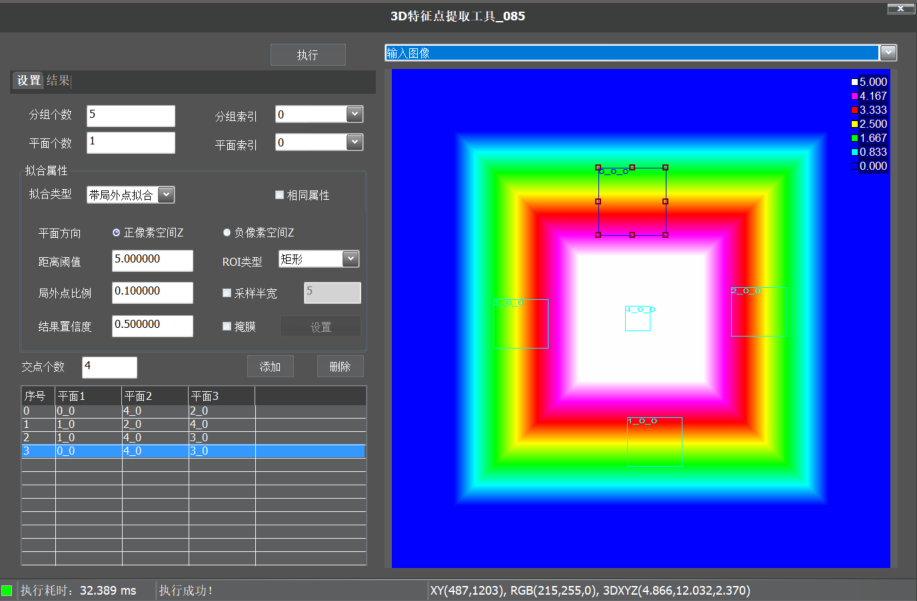 3D特征点提取工具_085
执行
输入图像
设置 结果
分组个数 5 分组索引 0
平面个数 1 平面索引 0
拟合属性
拟合类型 带局外点拟合 相同属性
平面方向 正像素空间Z 负像素空间Z
距离阈值 5.000000 ROI类型 矩形
局外点比例 0.100000 采样半宽 5
结果置信度 0.500000 掩膜 设置
交点个数 4 添加 删除
序号 平面1 平面2 平面3
0 0_0 4_0 2_0
1 1_0 2_0 4_0
2 1_0 4_0 3_0
3 0_0 4_0 3_0
5.000
4.167
3.333
2.500
1.667
0.833
0.000
2_0_0
4_0_0
1_0_0
执行耗时: 32.389 ms 执行成功! XY(487,1203), RGB(215,255,0), 3DXYZ(4.866,12.032,2.370)